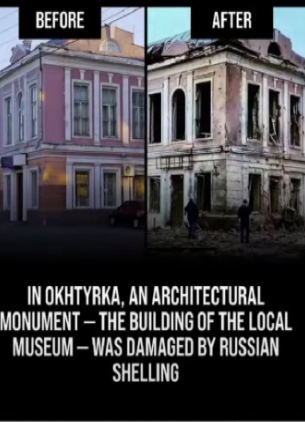 BEFORE
AFTER
IN OKHTYRKA, AN ARCHITECTURAL
MONUMENT – THE BUILDING OF THE LOCAL
MUSEUM – WAS DAMAGED BY RUSSIAN
SHELLING